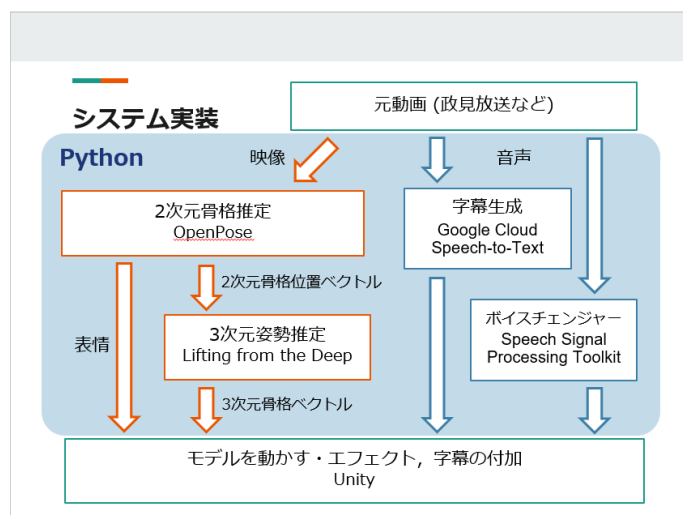 システム実装
元動画 (政見放送など)
Python
映像
音声
2次元骨格推定
OpenPose
字幕生成
Google Cloud
Speech-to-Text
2次元骨格位置ベクトル
表情
3次元姿勢推定
Lifting from the Deep
ボイスチェンジャー
Speech Signal
Processing Toolkit
3次元骨格ベクトル
モデルを動かす・エフェクト，字幕の付加
Unity